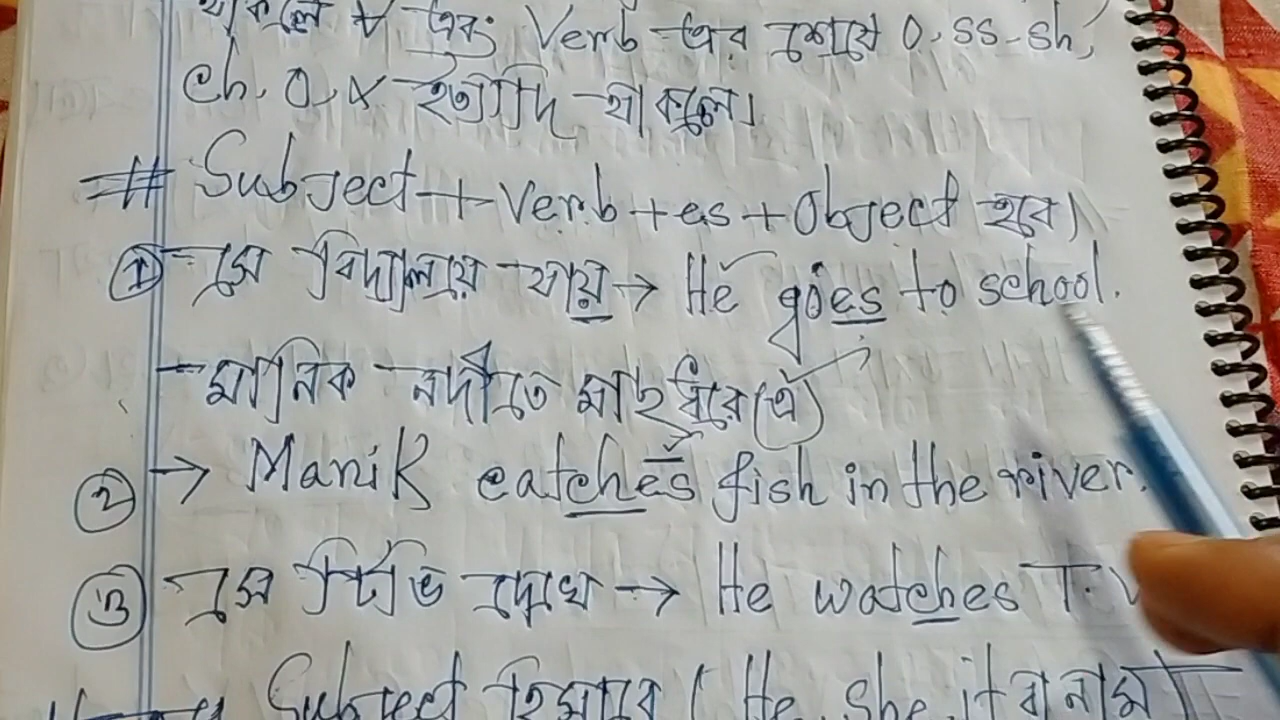 থাকলে এবং Verb এর শেষে o, ss, sh,
ch, o, x ইত্যাদি থাকলে।
# Subject + Verb + es + Object হবে।
① সে বিদ্যালয়ে যায় → He goes to school.
মানিক নদীতে মাছ ধরে (এ)
② → Manik catches fish in the river.
③ সে টিভি দেখে → He watches T.V
Subject হিসাবে ( He, She, it বা নাম